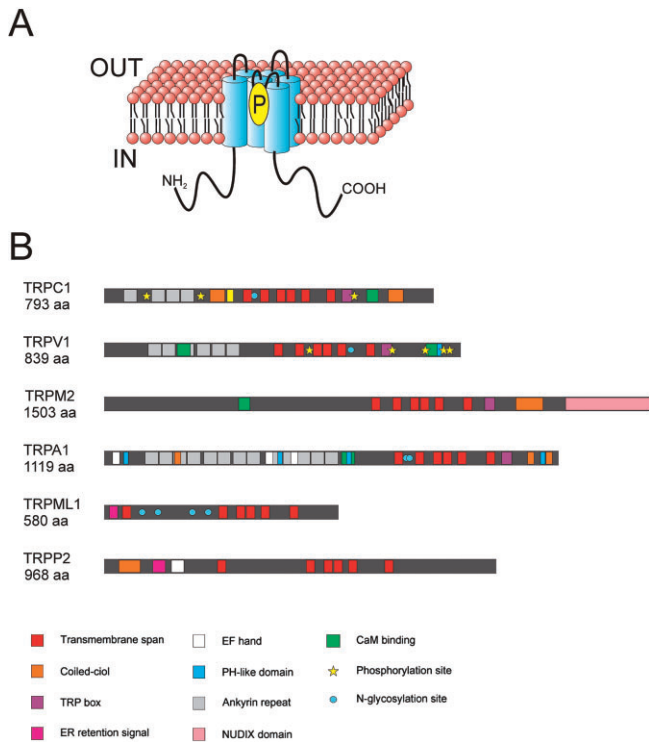 A
OUT
P
IN
NH2
COOH
B
TRPC1
793 aa
TRPV1
839 aa
TRPM2
1503 aa
TRPA1
1119 aa
TRPML1
580 aa
TRPP2
968 aa
Transmembrane span
Coiled-ciol
TRP box
ER retention signal
EF hand
PH-like domain
Ankyrin repeat
NUDIX domain
CaM binding
Phosphorylation site
N-glycosylation site